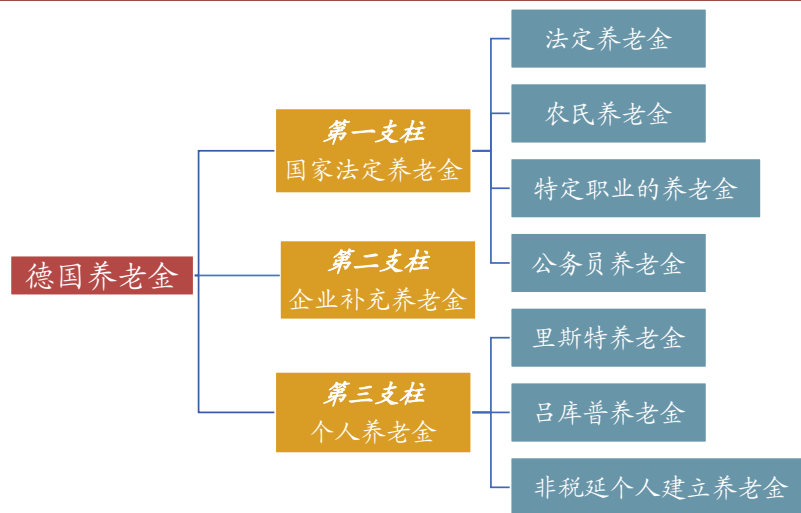 德国养老金
第一支柱
国家法定养老金
法定养老金
农民养老金
特定职业的养老金
公务员养老金
第二支柱
企业补充养老金
第三支柱
个人养老金
里斯特养老金
吕库普养老金
非税延个人建立养老金